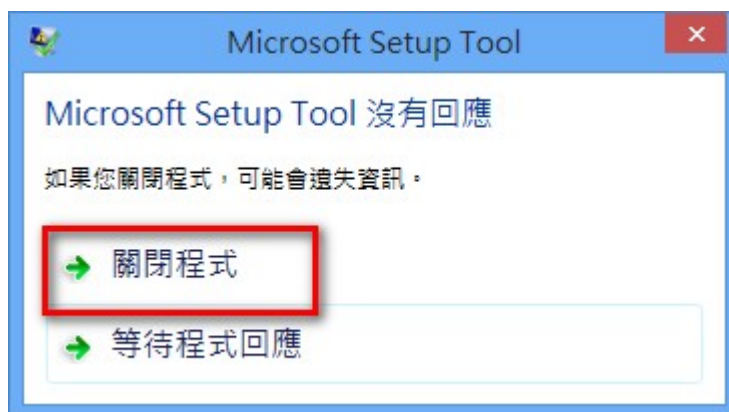 Microsoft Setup Tool
Microsoft Setup Tool 沒有回應
如果您關閉程式，可能會遺失資訊。
關閉程式
等待程式回應